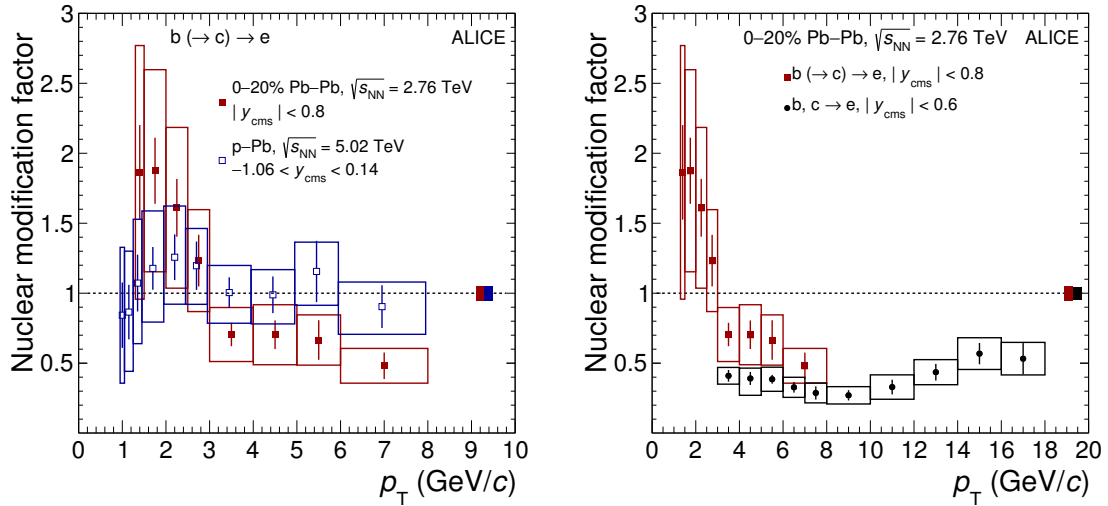 b (→ c) → e
ALICE
0–20% Pb–Pb, √sNN = 2.76 TeV
| ycms | < 0.8
p–Pb, √sNN = 5.02 TeV
−1.06 < ycms < 0.14
Nuclear modification factor
3
2.5
2
1.5
1
0.5
0 1 2 3 4 5 6 7 8 9 10
pT (GeV/c)
0–20% Pb–Pb, √sNN = 2.76 TeV
ALICE
b (→ c) → e, | ycms | < 0.8
b, c → e, | ycms | < 0.6
Nuclear modification factor
3
2.5
2
1.5
1
0.5
0 2 4 6 8 10 12 14 16 18 20
pT (GeV/c)